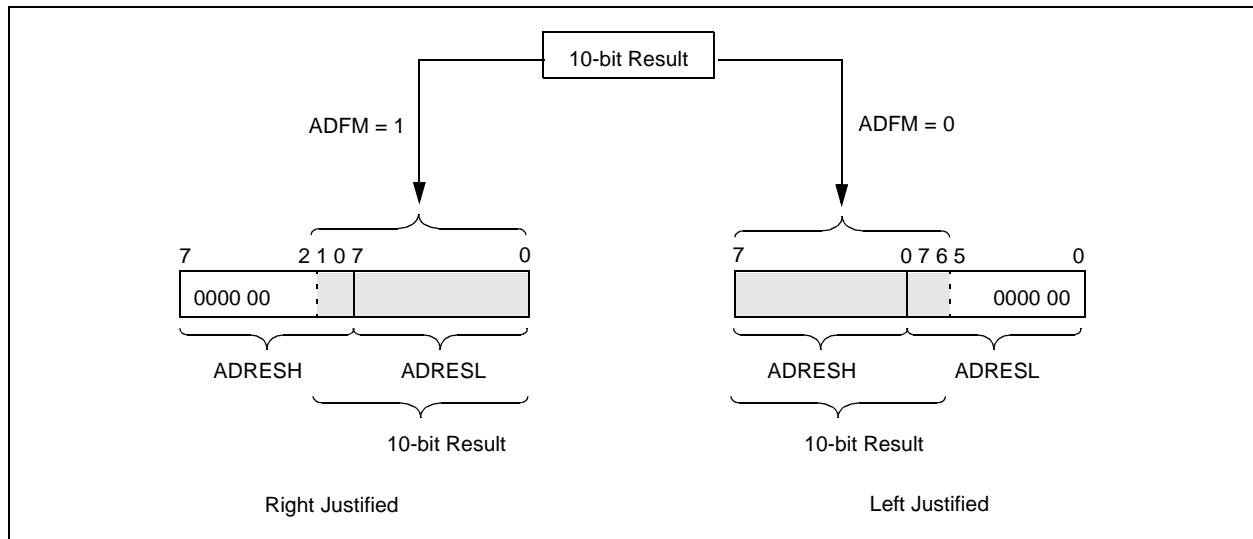 10-bit Result
ADFM = 1
ADFM = 0
7 2 1 0 7 0
7 0 7 6 5 0
0000 00
0000 00
ADRESH ADRESL
ADRESH ADRESL
10-bit Result
10-bit Result
Right Justified
Left Justified